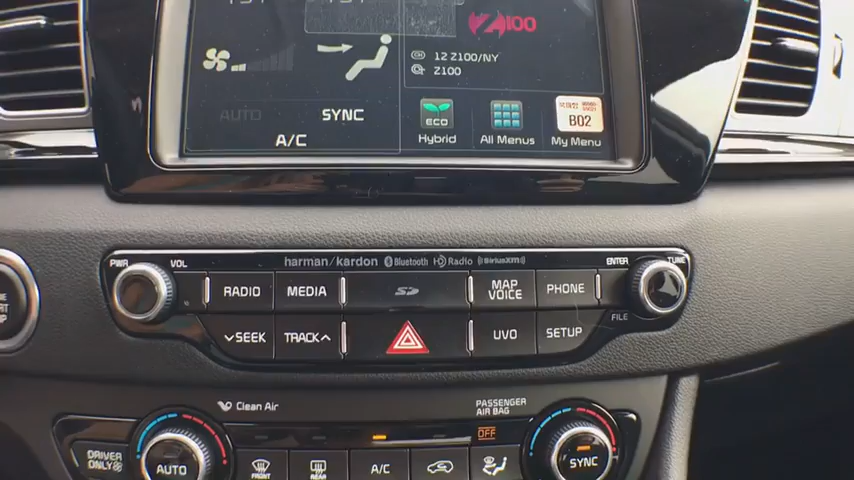 Z100
12 Z100/NY
Z100
AUTO
SYNC
A/C
ECO
Hybrid
All Menus
B02
My Menu
PWR
VOL
harman/kardon
Bluetooth
HD Radio
((SiriusXM))
ENTER
TUNE
RADIO
MEDIA
SD
MAP
VOICE
PHONE
FILE
SEEK
TRACK
UVO
SETUP
Clean Air
PASSENGER
AIR BAG
OFF
DRIVER
ONLY
AUTO
FRONT
REAR
A/C
SYNC